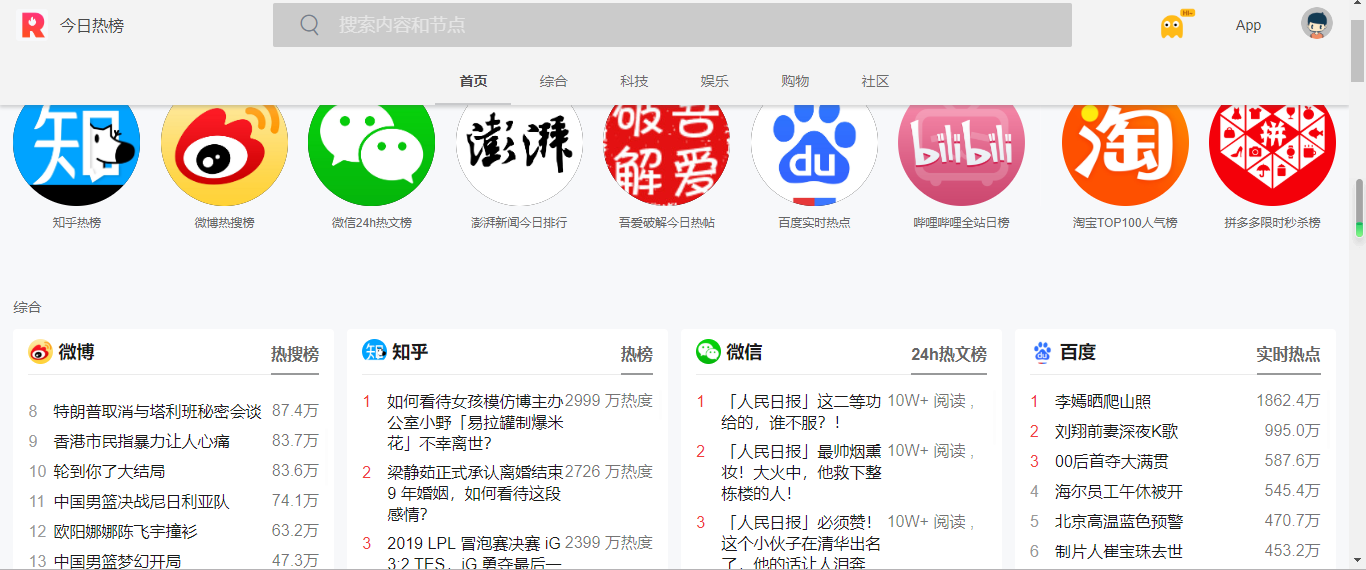 今日热榜
搜索内容和节点
Hi~
App
首页 综合 科技 娱乐 购物 社区
知
澎湃
破吾
解爱
du
bilibili
淘
拼
知乎热榜 微博热搜榜 微信24h热文榜 澎湃新闻今日排行 吾爱破解今日热帖 百度实时热点 哔哩哔哩全站日榜 淘宝TOP100人气榜 拼多多限时秒杀榜
综合
微博 热搜榜
8 特朗普取消与塔利班秘密会谈 87.4万
9 香港市民指暴力让人心痛 83.7万
10 轮到你了大结局 83.6万
11 中国男篮决战尼日利亚队 74.1万
12 欧阳娜娜陈飞宇撞衫 63.2万
13 中国男篮梦幻开局 47.3万
知乎 热榜
1 如何看待女孩模仿博主办 2999 万热度
公室小野「易拉罐制爆米
花」不幸离世？
2 梁静茹正式承认离婚结束 2726 万热度
9 年婚姻，如何看待这段
感情？
3 2019 LPL 冒泡赛决赛 iG 2399 万热度
3:2 TES，iG 勇夺最后一
微信 24h热文榜
1 「人民日报」这二等功 10W+ 阅读 ,
给的，谁不服？！
2 「人民日报」最帅烟熏 10W+ 阅读 ,
妆！大火中，他救下整
栋楼的人！
3 「人民日报」必须赞！ 10W+ 阅读 ,
这个小伙子在清华出名
了，他的话让人泪奔
百度 实时热点
1 李嫣晒爬山照 1862.4万
2 刘翔前妻深夜K歌 995.0万
3 00后首夺大满贯 587.6万
4 海尔员工午休被开 545.4万
5 北京高温蓝色预警 470.7万
6 制片人崔宝珠去世 453.2万